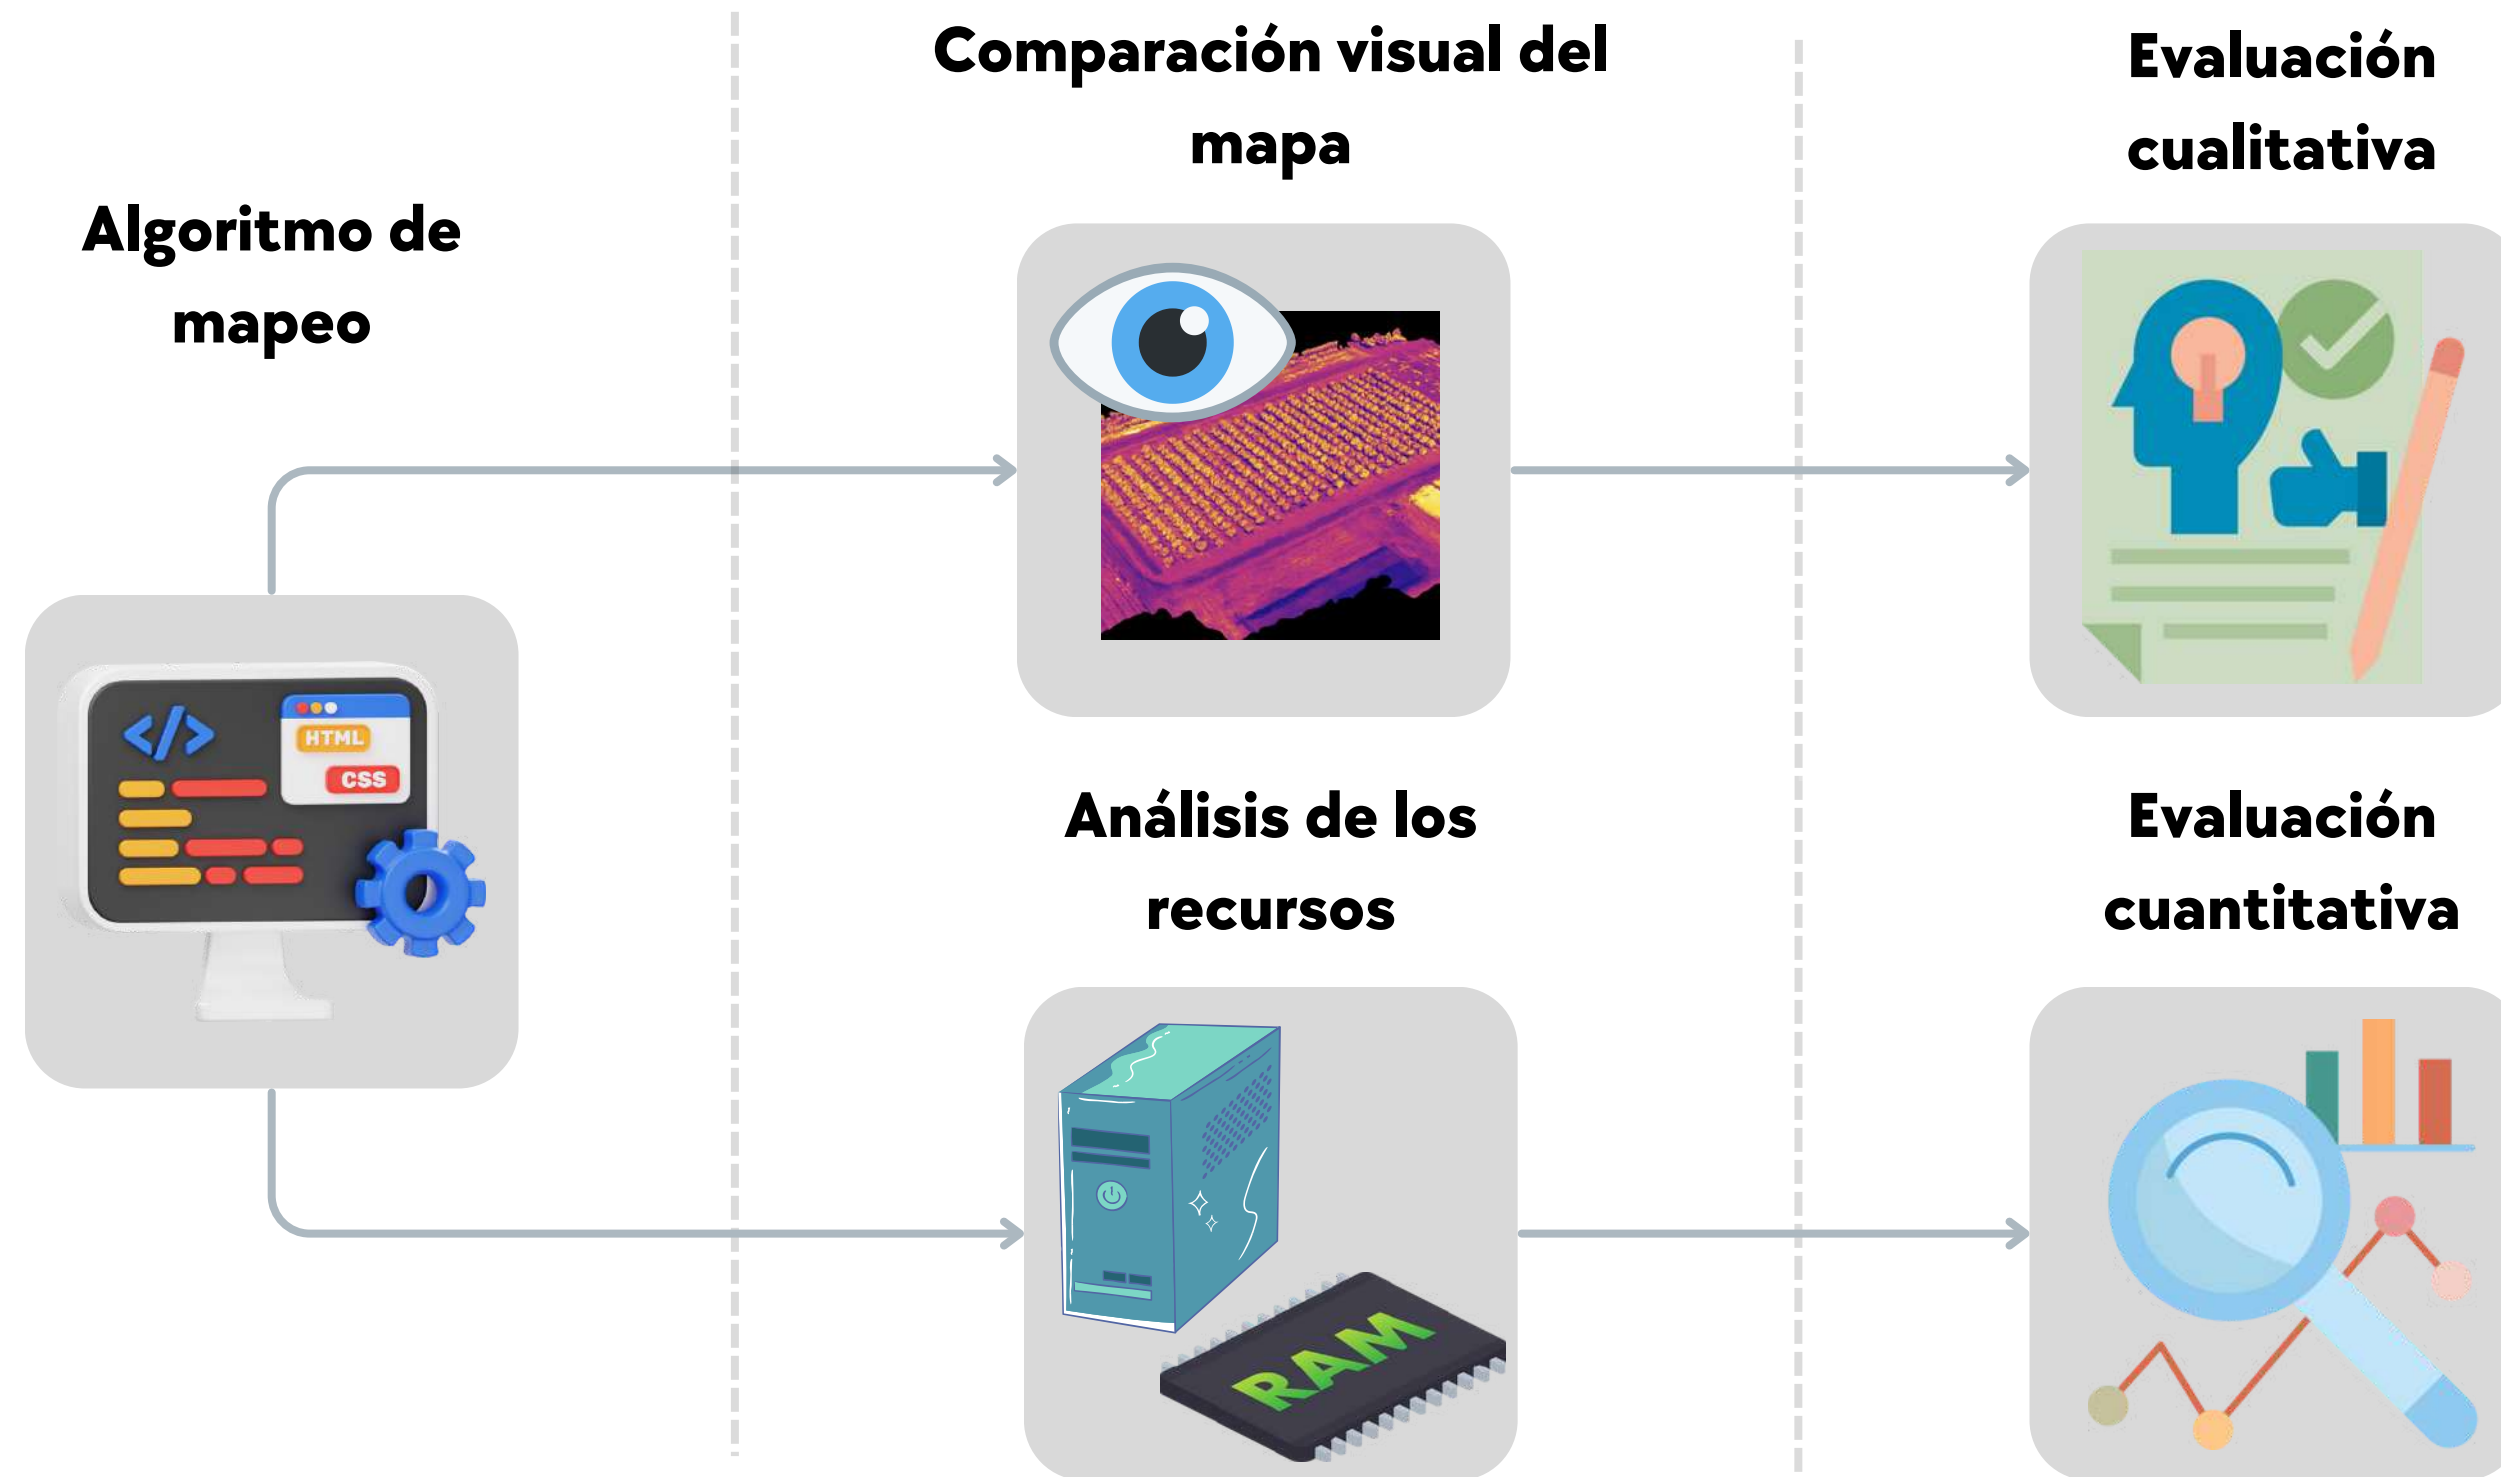 Algoritmo de
mapeo
HTML
CSS
Comparación visual del
mapa
Análisis de los
recursos
RAM
Evaluación
cualitativa
Evaluación
cuantitativa